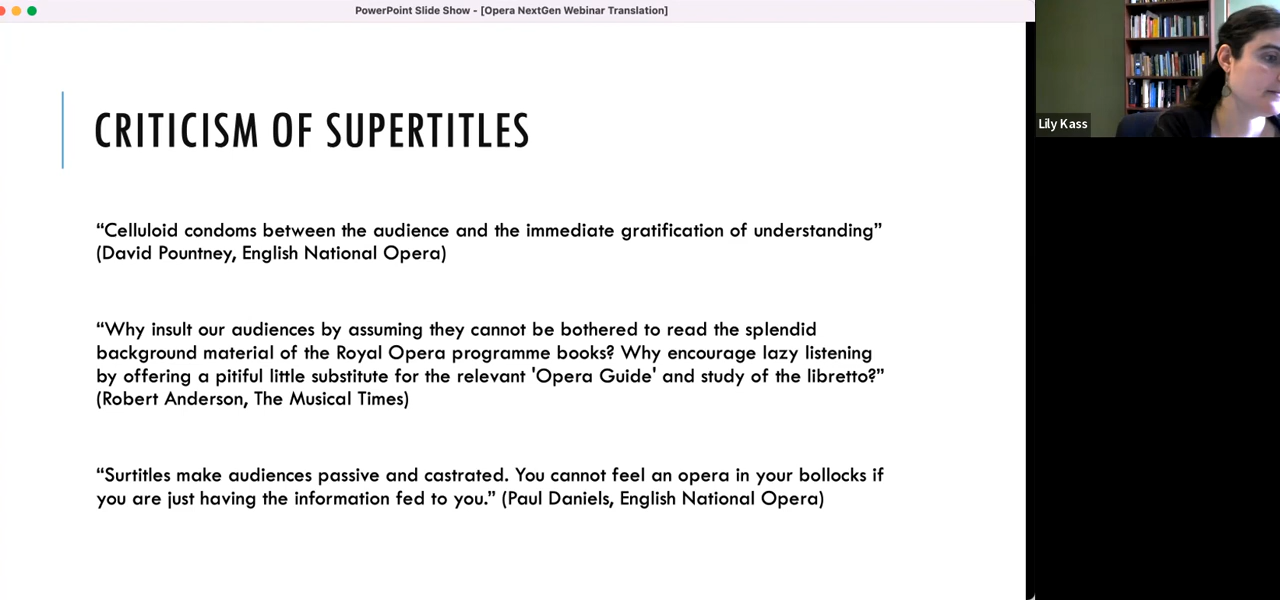 PowerPoint Slide Show - [Opera NextGen Webinar Translation]
CRITICISM OF SUPERTITLES
“Celluloid condoms between the audience and the immediate gratification of understanding”
(David Pountney, English National Opera)
“Why insult our audiences by assuming they cannot be bothered to read the splendid
background material of the Royal Opera programme books? Why encourage lazy listening
by offering a pitiful little substitute for the relevant 'Opera Guide' and study of the libretto?”
(Robert Anderson, The Musical Times)
“Surtitles make audiences passive and castrated. You cannot feel an opera in your bollocks if
you are just having the information fed to you.” (Paul Daniels, English National Opera)
Lily Kass